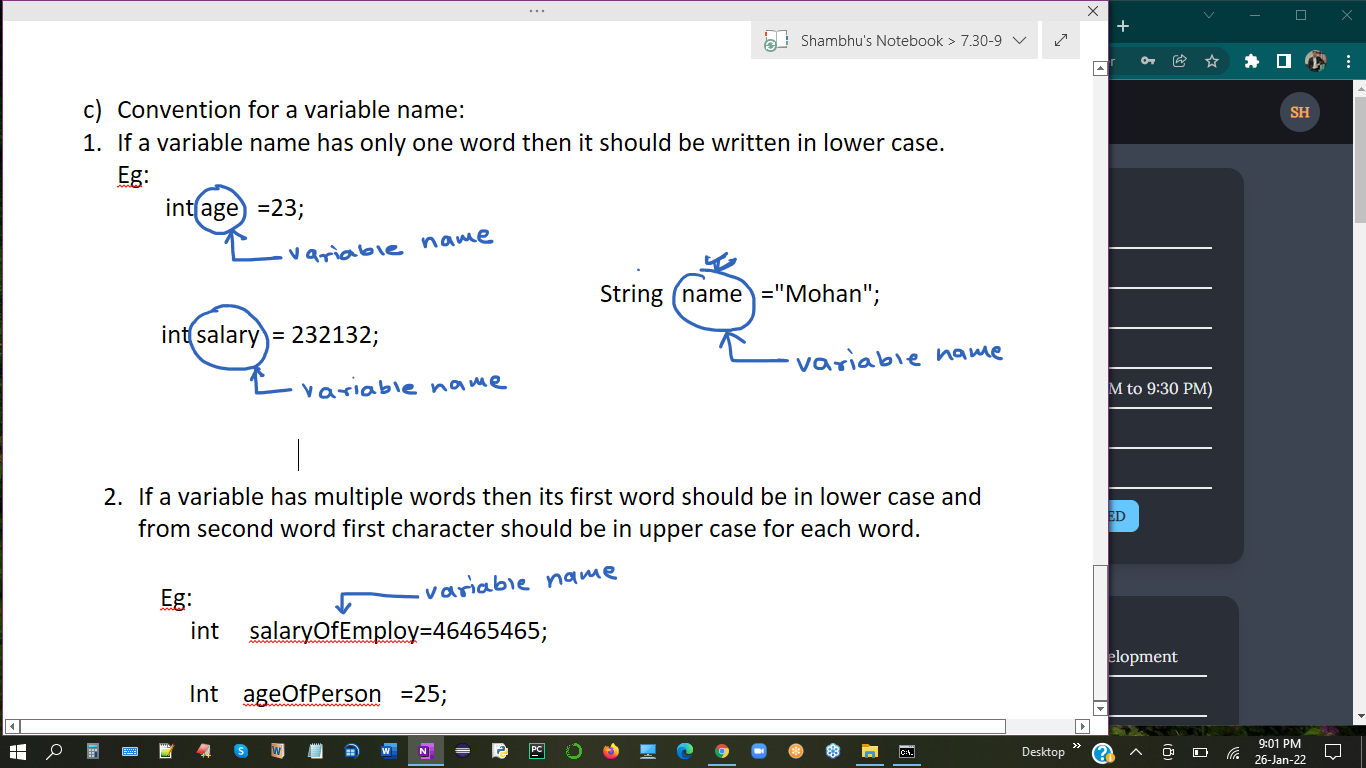 Shambhu's Notebook > 7.30-9
SH
c) Convention for a variable name:
1. If a variable name has only one word then it should be written in lower case.
Eg:
int age =23;
variable name
String name ="Mohan";
int salary = 232132;
variable name
variable name
M to 9:30 PM)
2. If a variable has multiple words then its first word should be in lower case and
from second word first character should be in upper case for each word.
ED
variable name
Eg:
int salaryOfEmploy=46465465;
elopment
Int ageOfPerson =25;
Desktop
9:01 PM
26-Jan-22